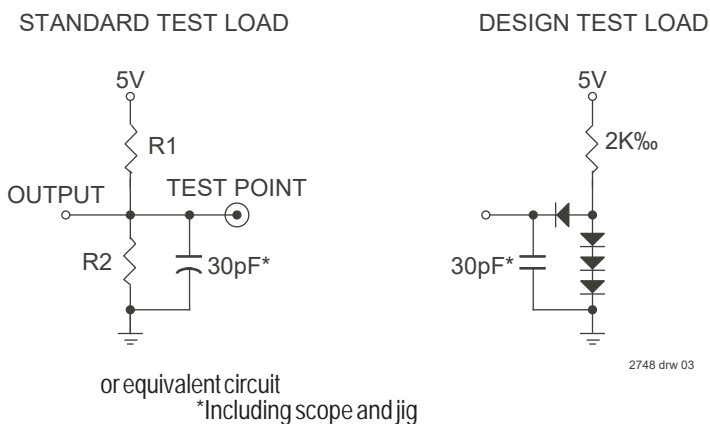 STANDARD TEST LOAD
5V
R1
OUTPUT
TEST POINT
R2
30pF*
DESIGN TEST LOAD
5V
2K‰
30pF*
2748 drw 03
or equivalent circuit
*Including scope and jig